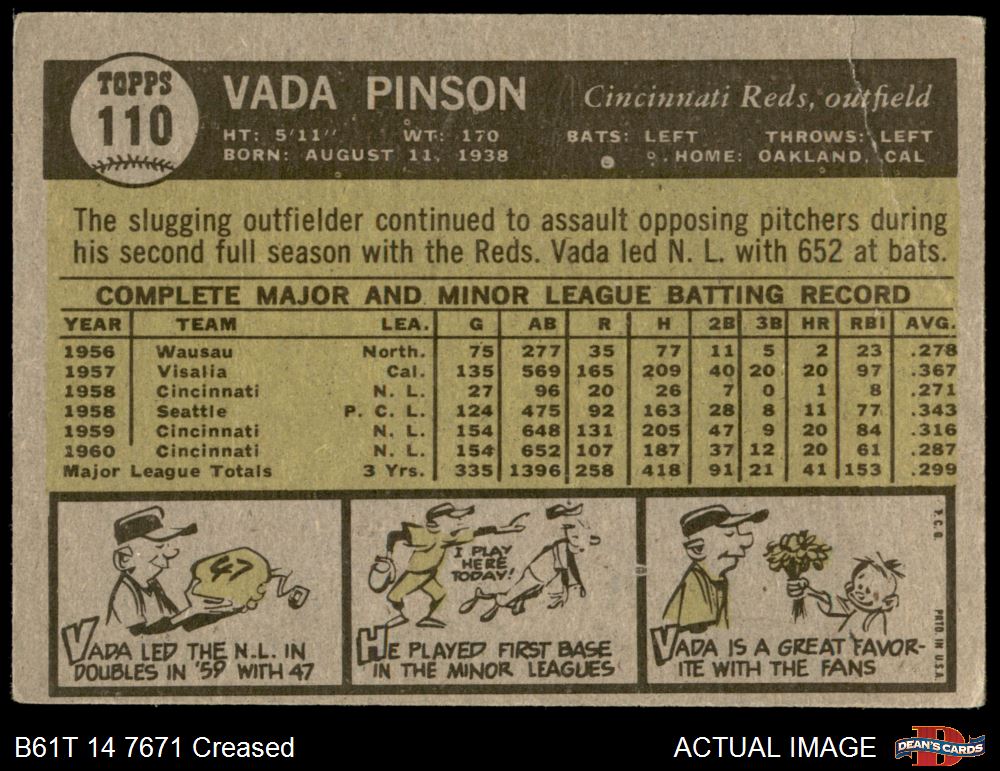 TOPPS
110
VADA PINSON
Cincinnati Reds, outfield
HT: 5'11" WT: 170 BATS: LEFT THROWS: LEFT
BORN: AUGUST 11, 1938 HOME: OAKLAND, CAL
The slugging outfielder continued to assault opposing pitchers during
his second full season with the Reds. Vada led N. L. with 652 at bats.
COMPLETE MAJOR AND MINOR LEAGUE BATTING RECORD
YEAR TEAM LEA. G AB R H 2B 3B HR RBI AVG.
1956 Wausau North. 75 277 35 77 11 5 2 23 .278
1957 Visalia Cal. 135 569 165 209 40 20 20 97 .367
1958 Cincinnati N. L. 27 96 20 26 7 0 1 8 .271
1958 Seattle P. C. L. 124 475 92 163 28 8 11 77 .343
1959 Cincinnati N. L. 154 648 131 205 47 9 20 84 .316
1960 Cincinnati N. L. 154 652 107 187 37 12 20 61 .287
Major League Totals 3 Yrs. 335 1396 258 418 91 21 41 153 .299
47
VADA LED THE N.L. IN
DOUBLES IN '59 WITH 47
I PLAY
HERE
TODAY!
HE PLAYED FIRST BASE
IN THE MINOR LEAGUES
VADA IS A GREAT FAVOR-
ITE WITH THE FANS
T.C.G.
PRTD. IN U.S.A.
B61T 14 7671 Creased
ACTUAL IMAGE
D
DEAN'S CARDS